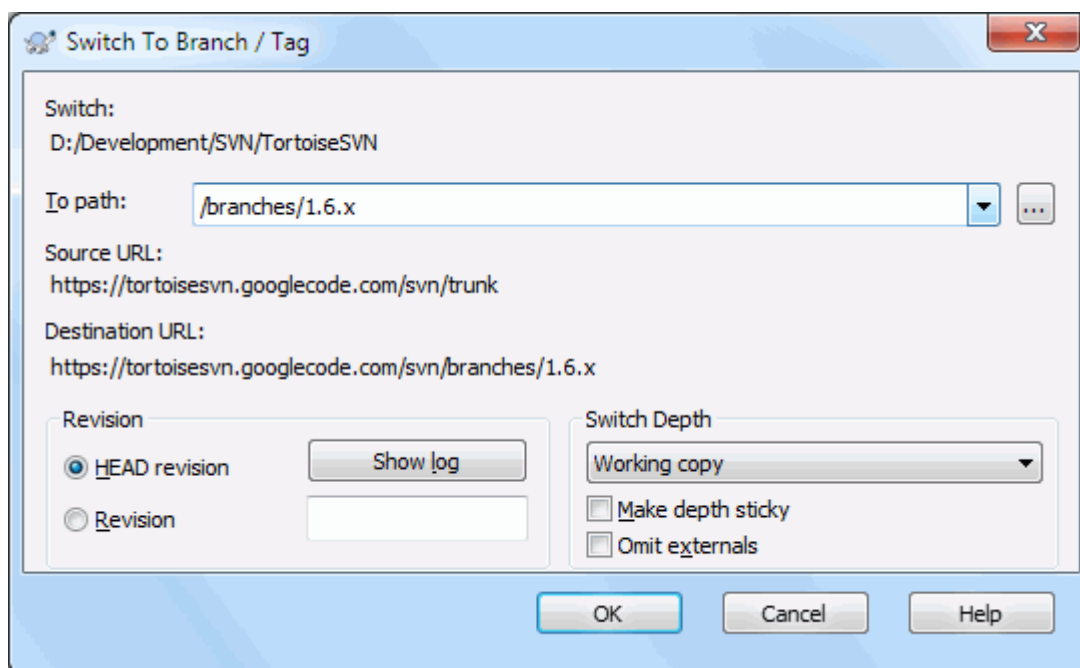 Switch To Branch / Tag
Switch:
D:/Development/SVN/TortoiseSVN
To path: /branches/1.6.x ...
Source URL:
https://tortoisesvn.googlecode.com/svn/trunk
Destination URL:
https://tortoisesvn.googlecode.com/svn/branches/1.6.x
Revision
HEAD revision Show log
Revision
Switch Depth
Working copy
Make depth sticky
Omit externals
OK Cancel Help